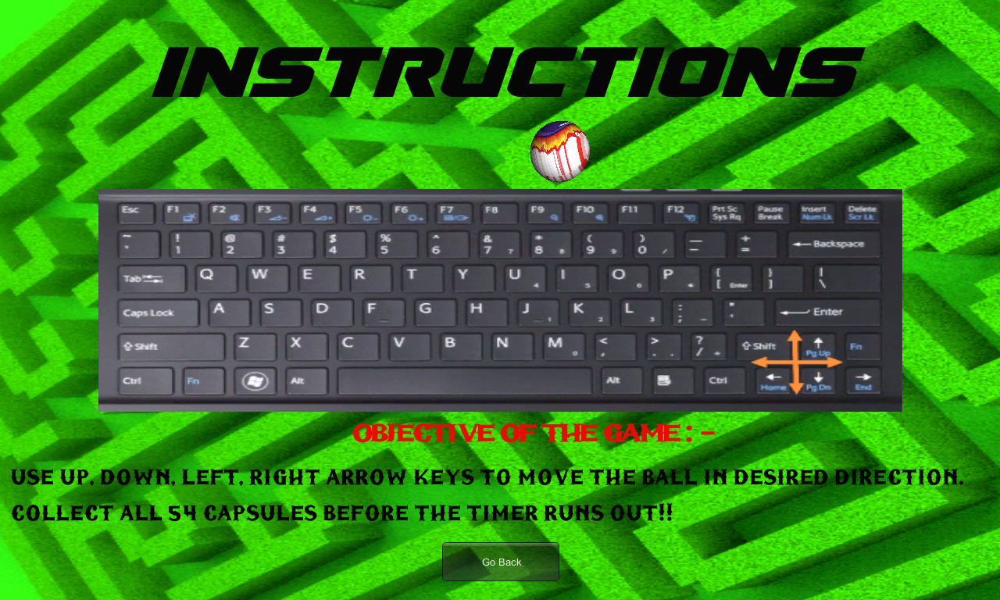 INSTRUCTIONS
Esc F1 F2 F3 F4 F5 F6 F7 F8 F9 F10 F11 F12 Prt Sc Sys Rq Pause Break Insert Num Lk Delete Scr Lk
~ ` ! 1 @ 2 # 3 $ 4 % 5 ^ 6 & 7 7 * 8 8 ( 9 9 ) 0 / — - + = Backspace
Tab Q W E R T Y U 4 I 5 O 6 P * { [ Enter } ] | \
Caps Lock A S D F G H J 1 K 2 L 3 : ; - " ' Enter
Shift Z X C V B N M 0 < , > . . ? / + Shift Pg Up Fn
Ctrl Fn Alt Alt Ctrl Home Pg Dn End
OBJECTIVE OF THE GAME : -
USE UP, DOWN, LEFT, RIGHT ARROW KEYS TO MOVE THE BALL IN DESIRED DIRECTION.
COLLECT ALL 54 CAPSULES BEFORE THE TIMER RUNS OUT!!
Go Back